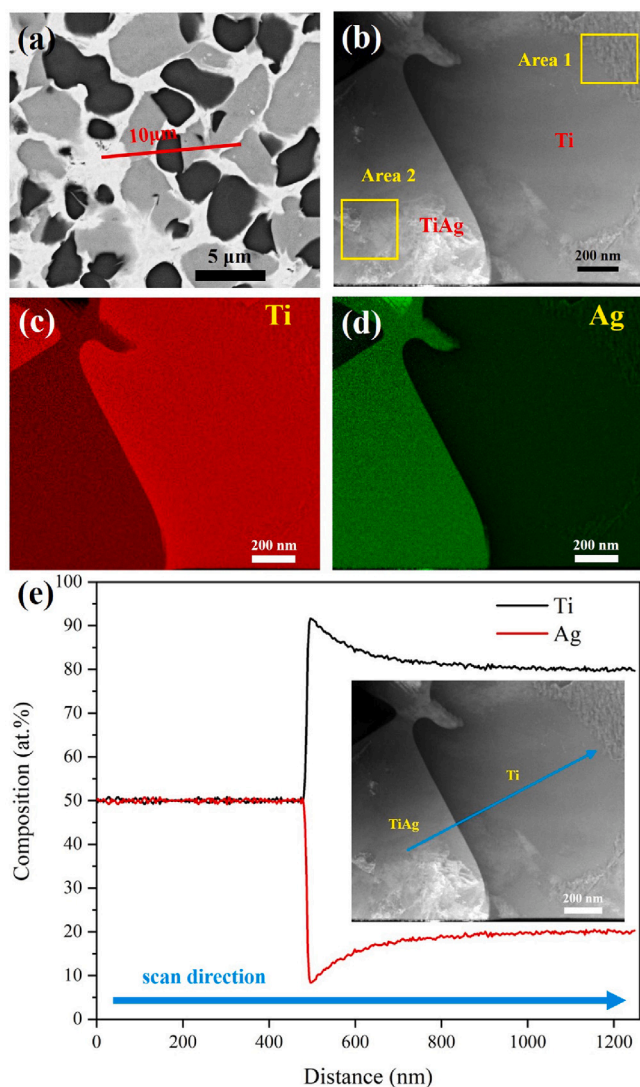 (a)
10μm
5 μm
(b)
Area 1
Ti
Area 2
TiAg
200 nm
(c)
Ti
200 nm
(d)
Ag
200 nm
(e)
100
90
80
70
60
50
40
30
20
10
0
Composition (at.%)
Ti
Ag
Ti
TiAg
200 nm
scan direction
0
200
400
600
800
1000
1200
Distance (nm)